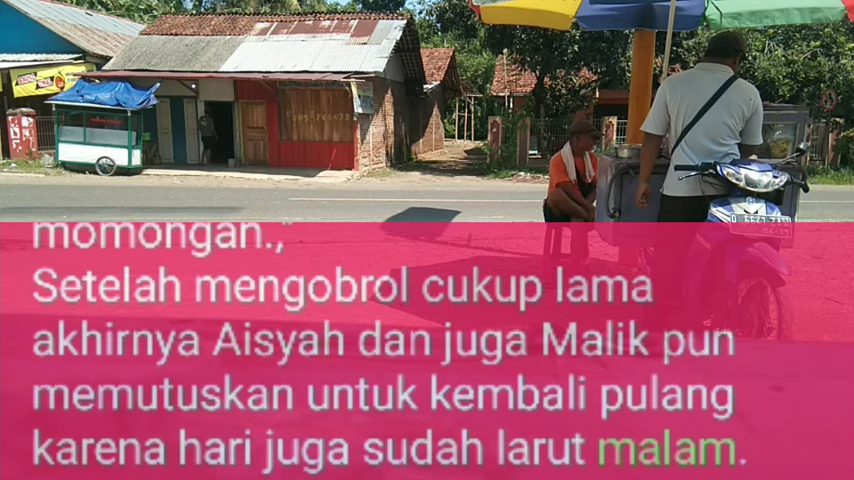 momongan.,"
Setelah mengobrol cukup lama
akhirnya Aisyah dan juga Malik pun
memutuskan untuk kembali pulang
karena hari juga sudah larut malam.